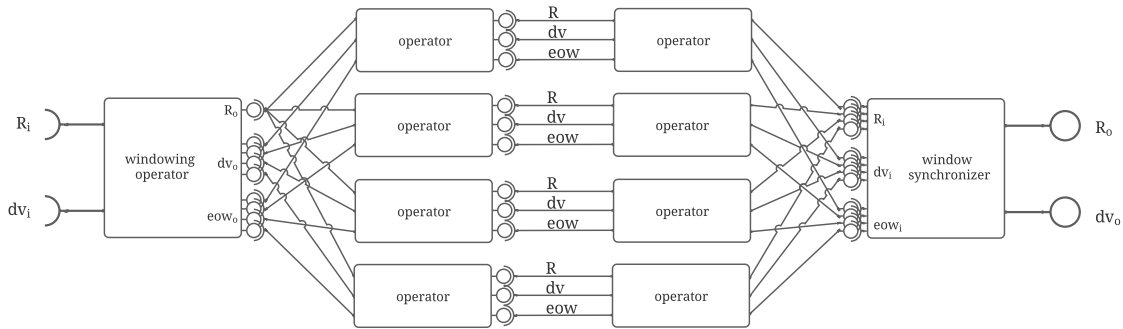 R
dv
eow
operator
operator
Rᵢ
dvᵢ
windowing
operator
Rₒ
dvₒ
eowₒ
R
dv
eow
operator
operator
R
dv
eow
operator
operator
R
dv
eow
operator
operator
Rᵢ
dvᵢ
eowᵢ
window
synchronizer
Rₒ
dvₒ